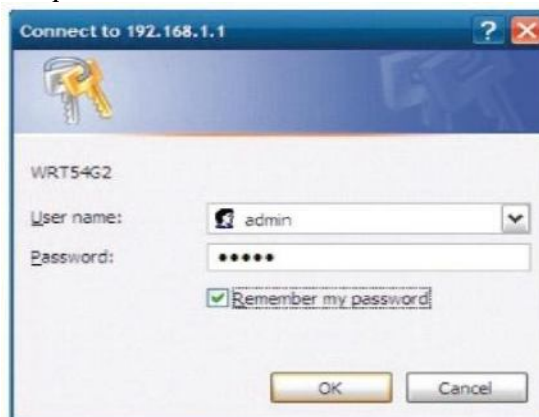 Connect to 192.168.1.1
WRT54G2
User name:
admin
Password:
•••••
Remember my password
OK
Cancel